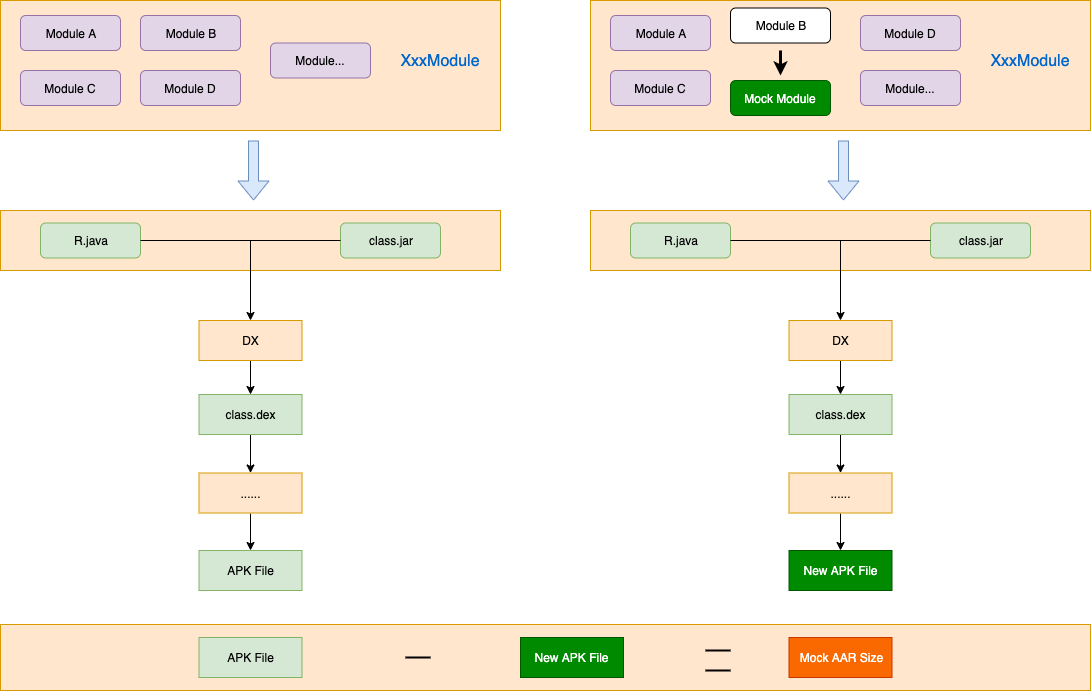 Module A
Module B
Module...
XxxModule
Module C
Module D
Module A
Module B
Module D
XxxModule
Module C
Mock Module
Module...
R.java
class.jar
R.java
class.jar
DX
DX
class.dex
class.dex
......
......
APK File
New APK File
APK File
New APK File
Mock AAR Size